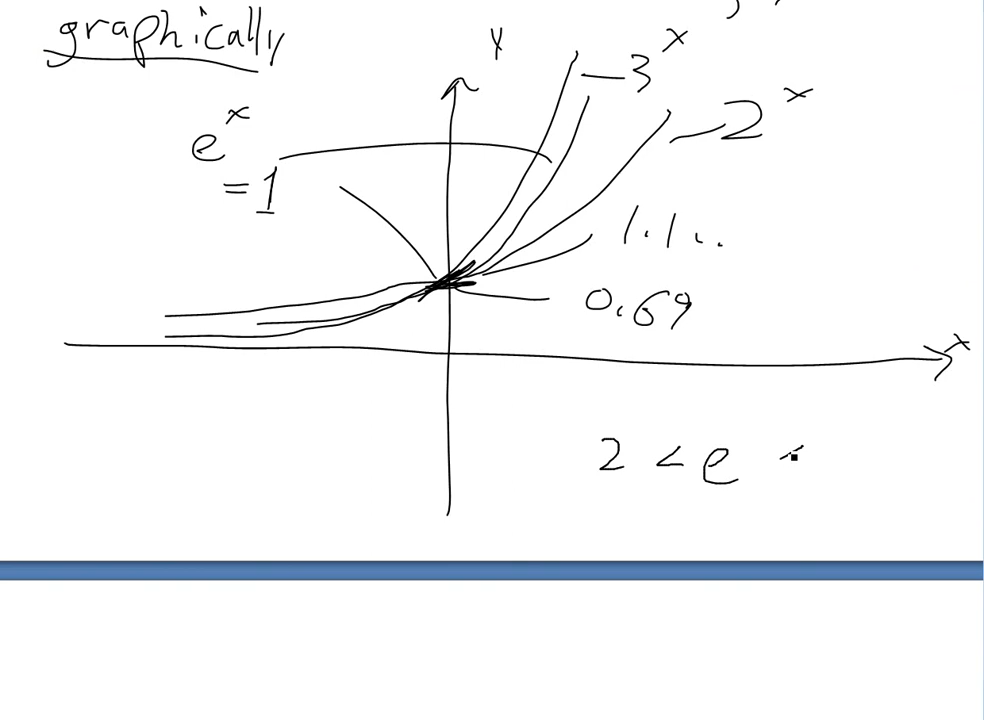 graphically
y
3^x
2^x
e^x
= 1
1.1...
0.69
x
2 < e <